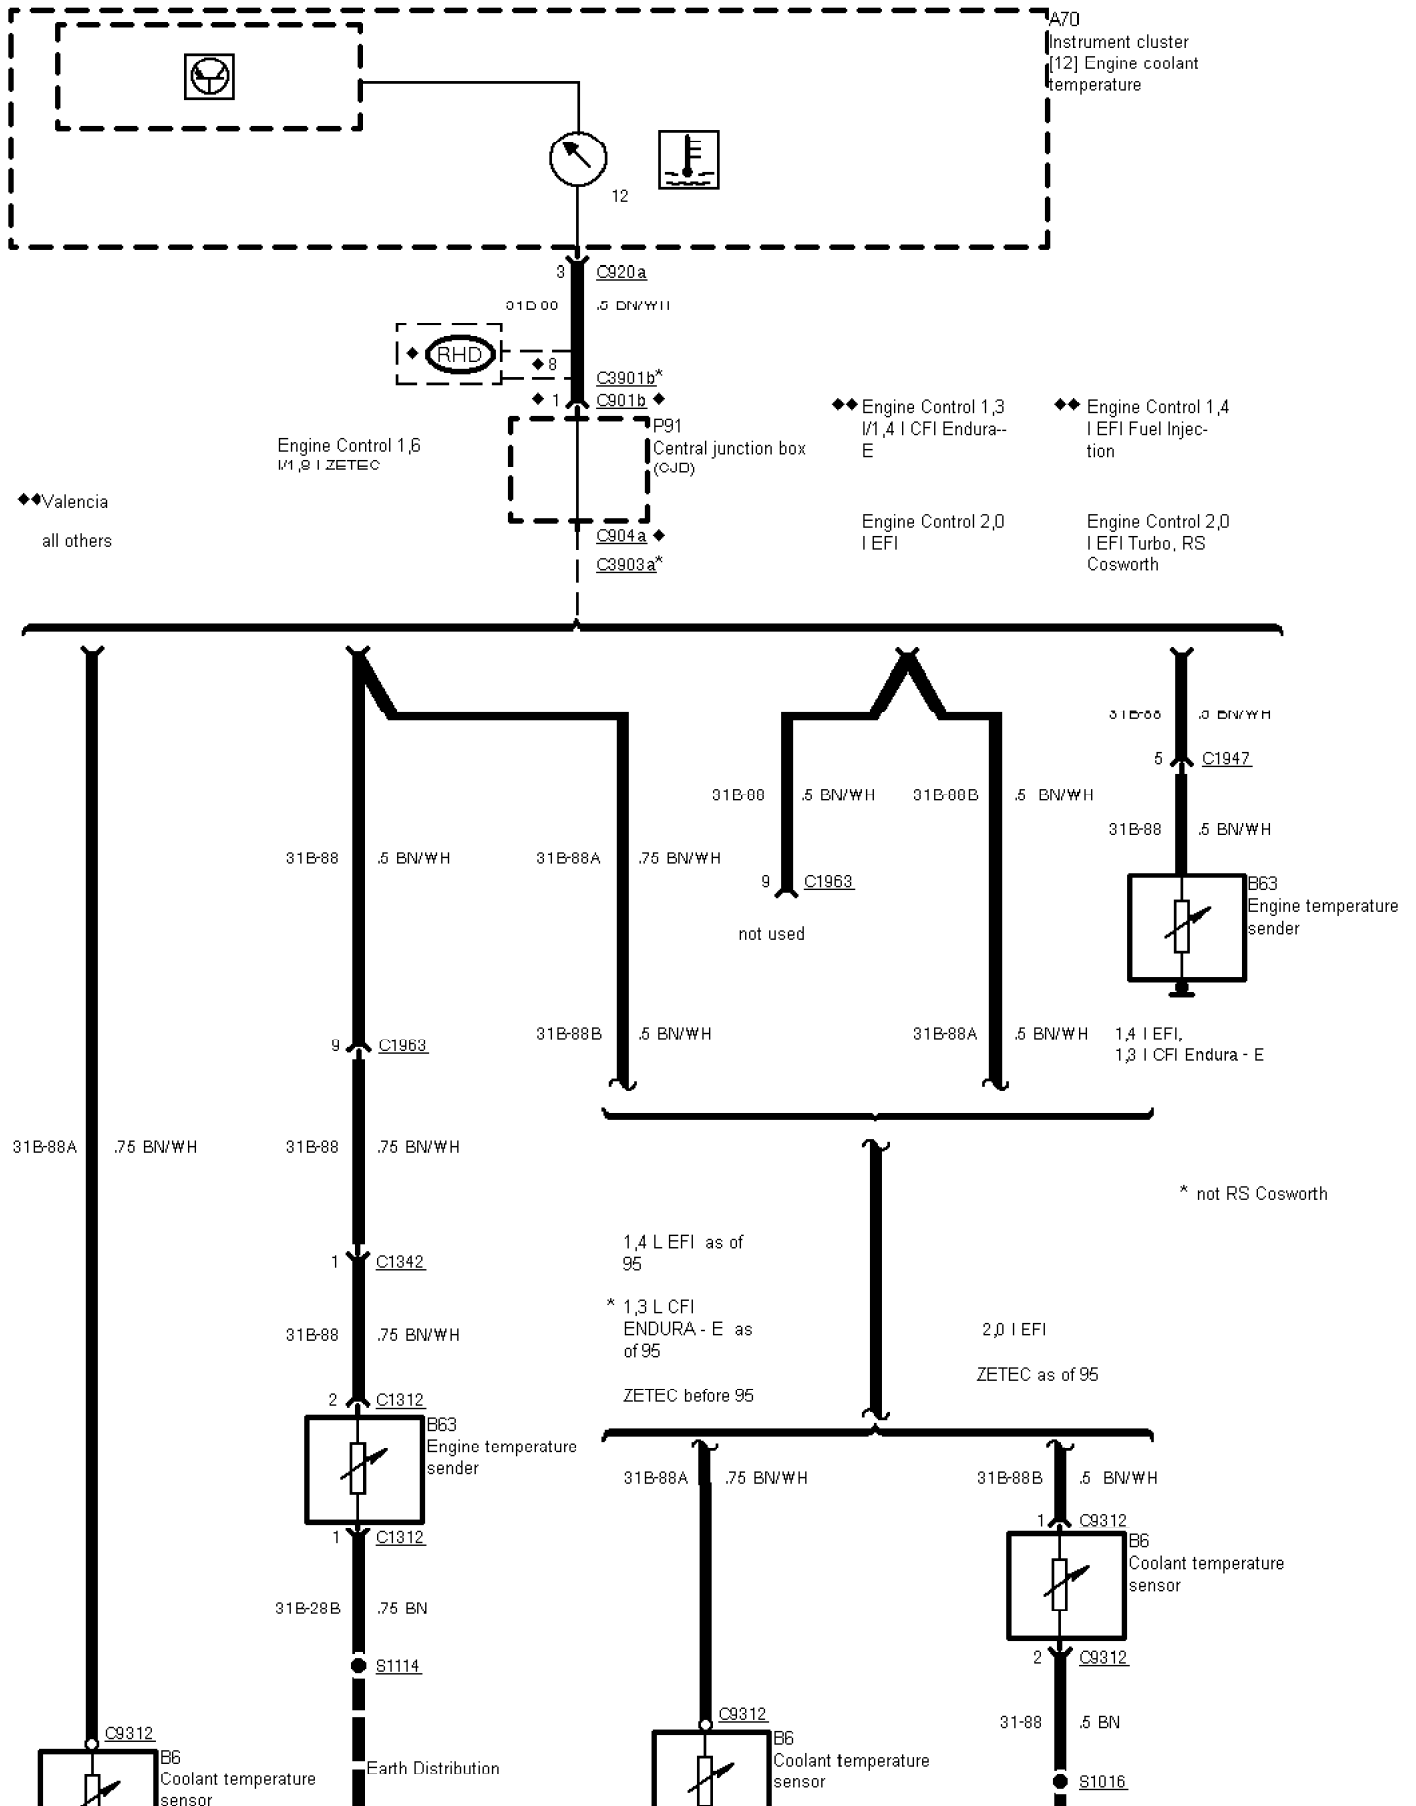 A70
Instrument cluster
[12] Engine coolant
temperature
12
3 C920a
.5 BN/WH
RHD
8
C3901b*
1 C901b
P91
Central junction box
Engine Control 1,6
ZETEC
Engine Control 1,3
l/1,4 l CFI Endura--
E
Engine Control 1,4
l EFI Fuel Injec-
tion
Valencia
all others
C904a
C3903a*
Engine Control 2,0
l EFI
Engine Control 2,0
l EFI Turbo, RS
Cosworth
BN/WH
5 C1947
.5 BN/WH
.5 BN/WH
31B-88 .5 BN/WH
31B-88 .5 BN/WH
31B-88A .75 BN/WH
9 C1963
not used
B63
Engine temperature
sender
31B-88B .5 BN/WH
31B-88A .5 BN/WH
1,4 l EFI,
1,3 l CFI Endura - E
9 C1963
31B-88A .75 BN/WH
31B-88 .75 BN/WH
* not RS Cosworth
1 C1342
1,4 L EFI as of
95
* 1,3 L CFI
ENDURA - E as
of 95
ZETEC before 95
31B-88 .75 BN/WH
2,0 l EFI
ZETEC as of 95
2 C1312
B63
Engine temperature
sender
31B-88A .75 BN/WH
31B-88B .5 BN/WH
1 C1312
1 C9312
B6
Coolant temperature
sensor
31B-28B .75 BN
S1114
2 C9312
31-88 .5 BN
C9312
B6
Coolant temperature
sensor
Earth Distribution
C9312
B6
Coolant temperature
sensor
S1016